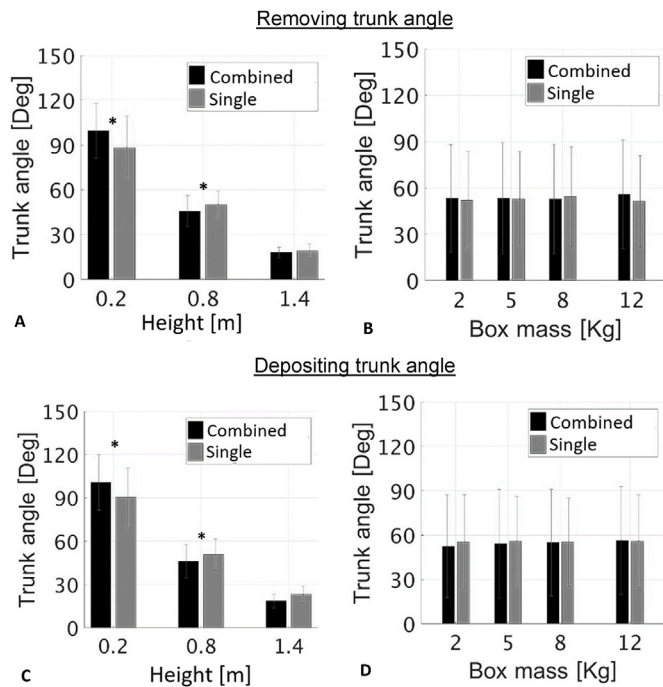 Removing trunk angle
150
120
90
60
30
0
Trunk angle [Deg]
Combined
Single
*
*
0.2 0.8 1.4
Height [m]
A
150
120
90
60
30
0
Trunk angle [Deg]
Combined
Single
2 5 8 12
Box mass [Kg]
B
Depositing trunk angle
150
120
90
60
30
0
Trunk angle [Deg]
Combined
Single
*
*
0.2 0.8 1.4
Height [m]
C
150
120
90
60
30
0
Trunk angle [Deg]
Combined
Single
2 5 8 12
Box mass [Kg]
D